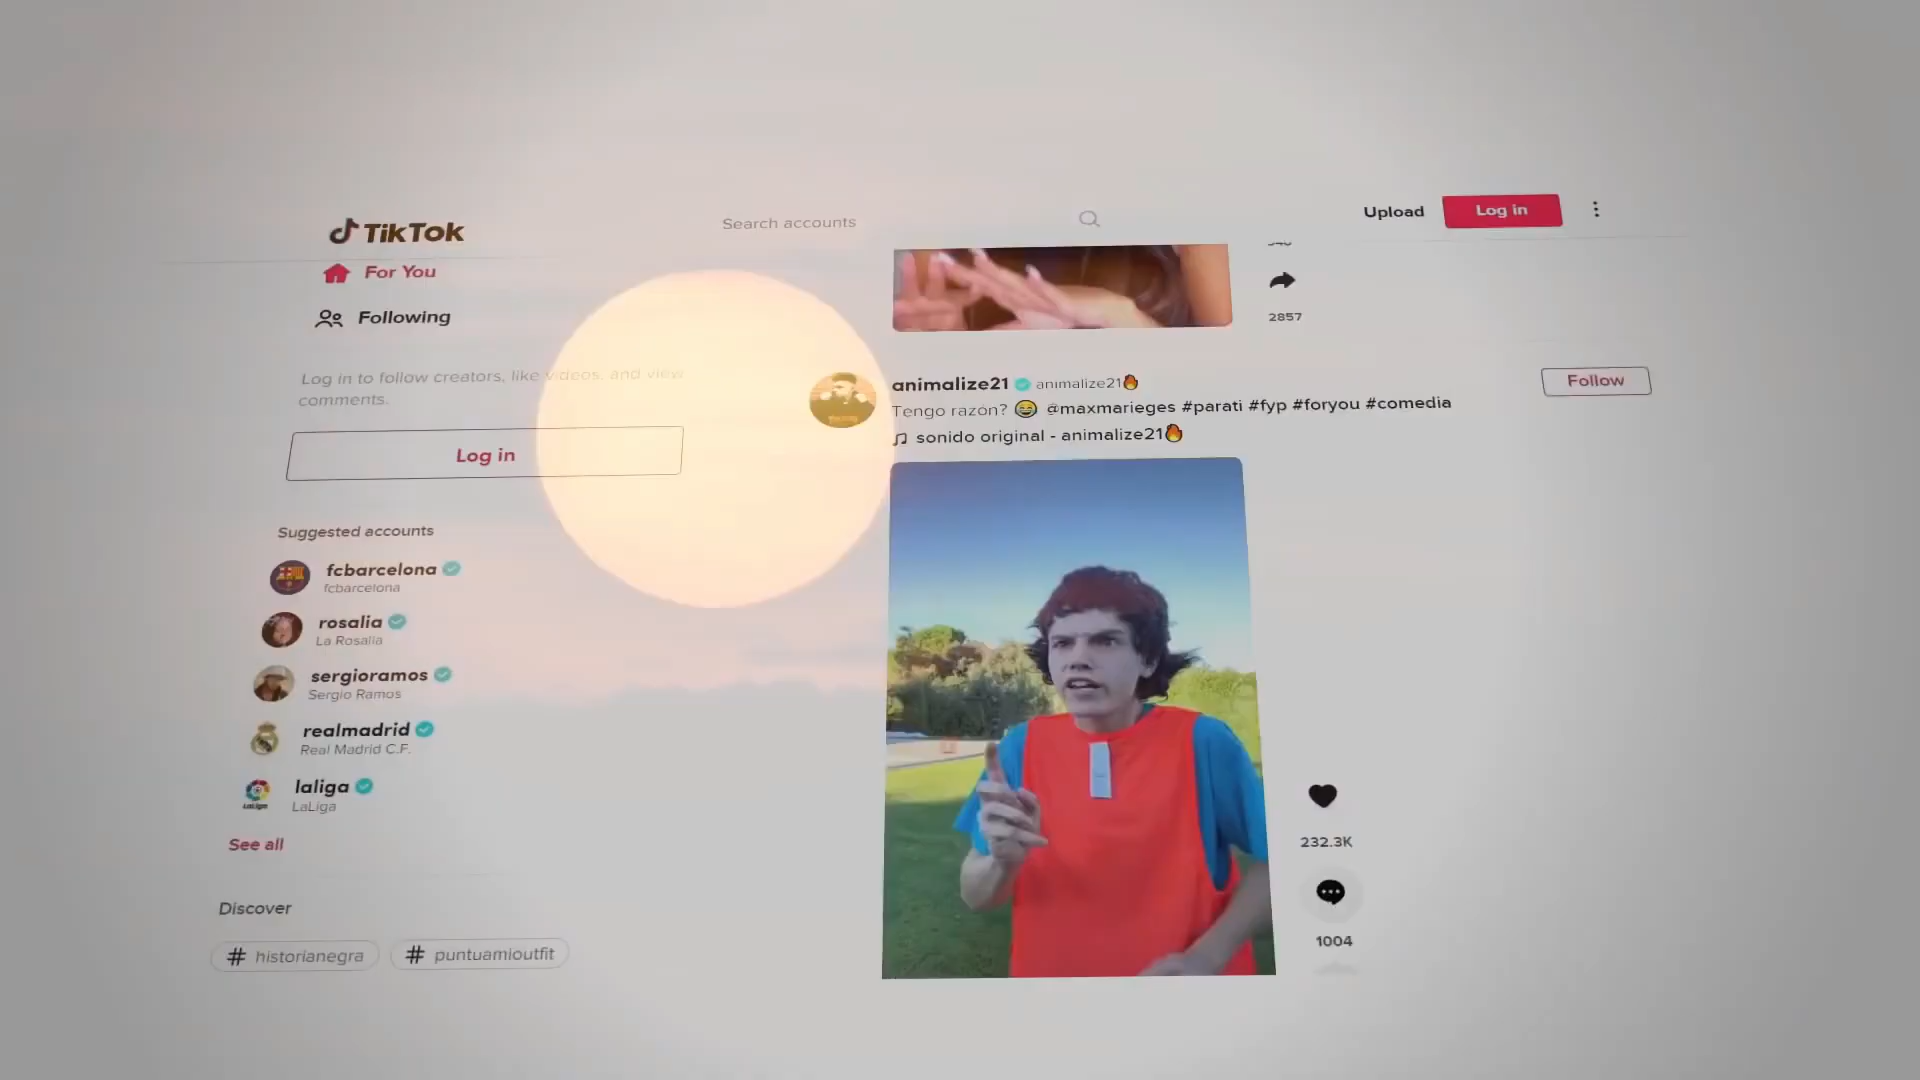 TikTok
Search accounts
Upload
Log in
For You
Following
2857
Log in to follow creators, like videos, and view
comments.
Log in
animalize21 animalize21🔥
Follow
Tengo razón? 😂 @maxmarieges #parati #fyp #foryou #comedia
sonido original - animalize21🔥
Suggested accounts
fcbarcelona
fcbarcelona
rosalia
La Rosalia
sergioramos
Sergio Ramos
realmadrid
Real Madrid C.F.
laliga
LaLiga
See all
232.3K
1004
Discover
# historianegra
# puntuamioutfit